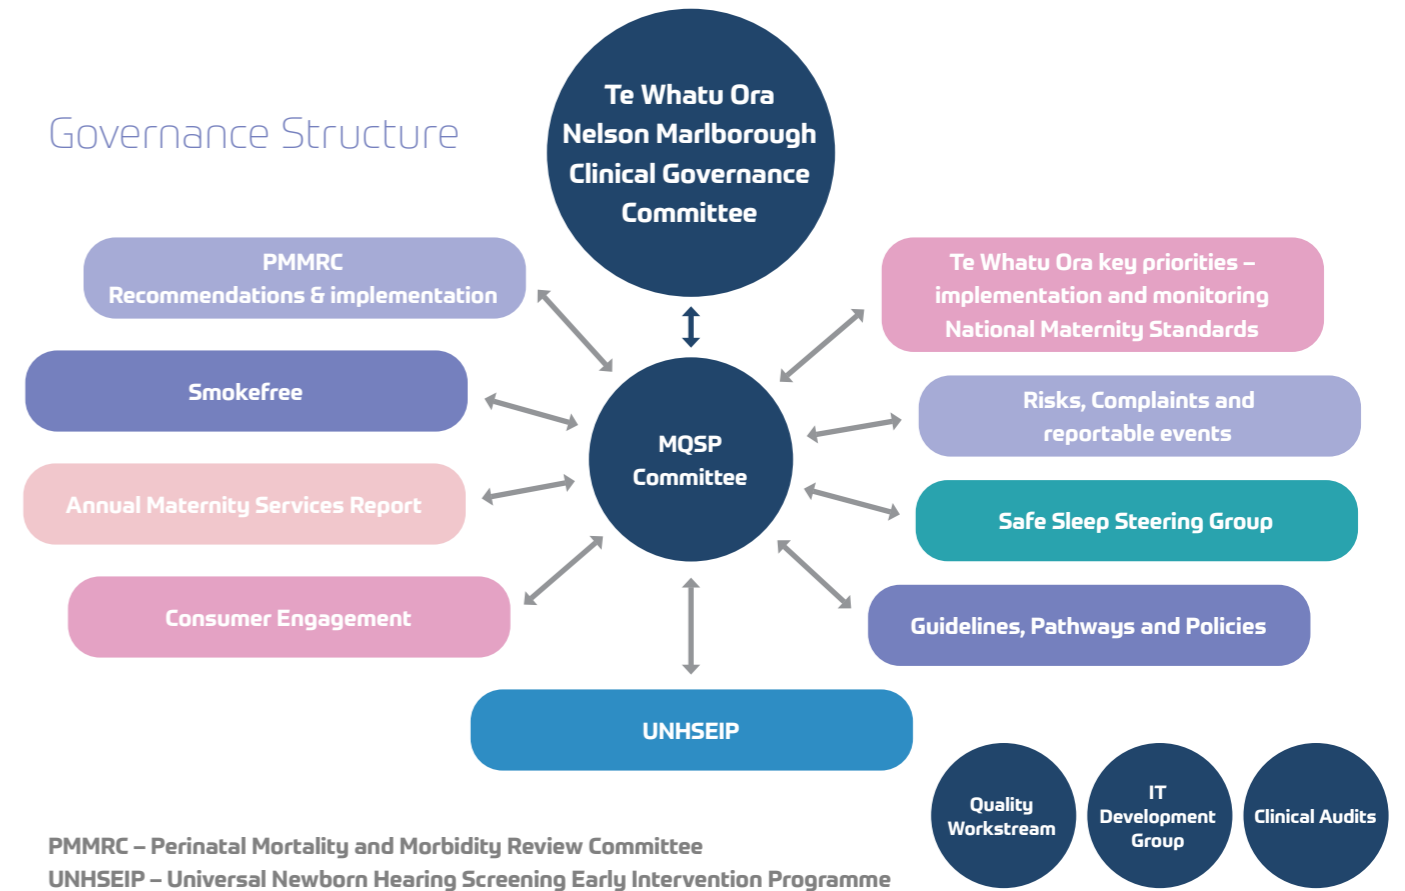 Governance Structure
Te Whatu Ora
Nelson Marlborough
Clinical Governance
Committee
PMMRC
Recommendations & implementation
Smokefree
Annual Maternity Services Report
Consumer Engagement
MQSP
Committee
Te Whatu Ora key priorities –
implementation and monitoring
National Maternity Standards
Risks, Complaints and
reportable events
Safe Sleep Steering Group
Guidelines, Pathways and Policies
UNHSEIP
Quality
Workstream
IT
Development
Group
Clinical Audits
PMMRC – Perinatal Mortality and Morbidity Review Committee
UNHSEIP – Universal Newborn Hearing Screening Early Intervention Programme